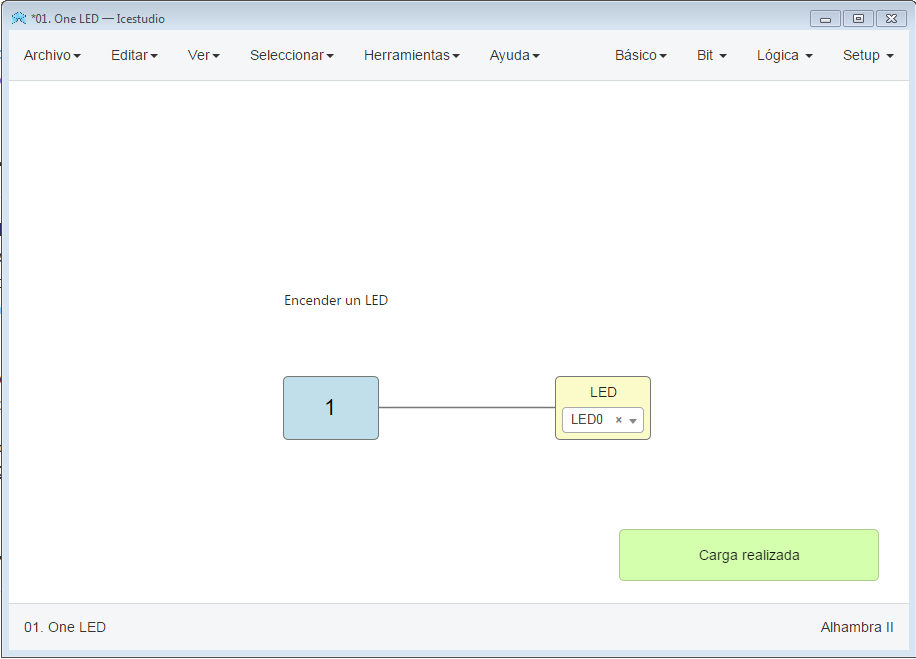 *01. One LED — Icestudio
Archivo Editar Ver Seleccionar Herramientas Ayuda Básico Bit Lógica Setup
Encender un LED
1
LED
LED0 ×
Carga realizada
01. One LED Alhambra II